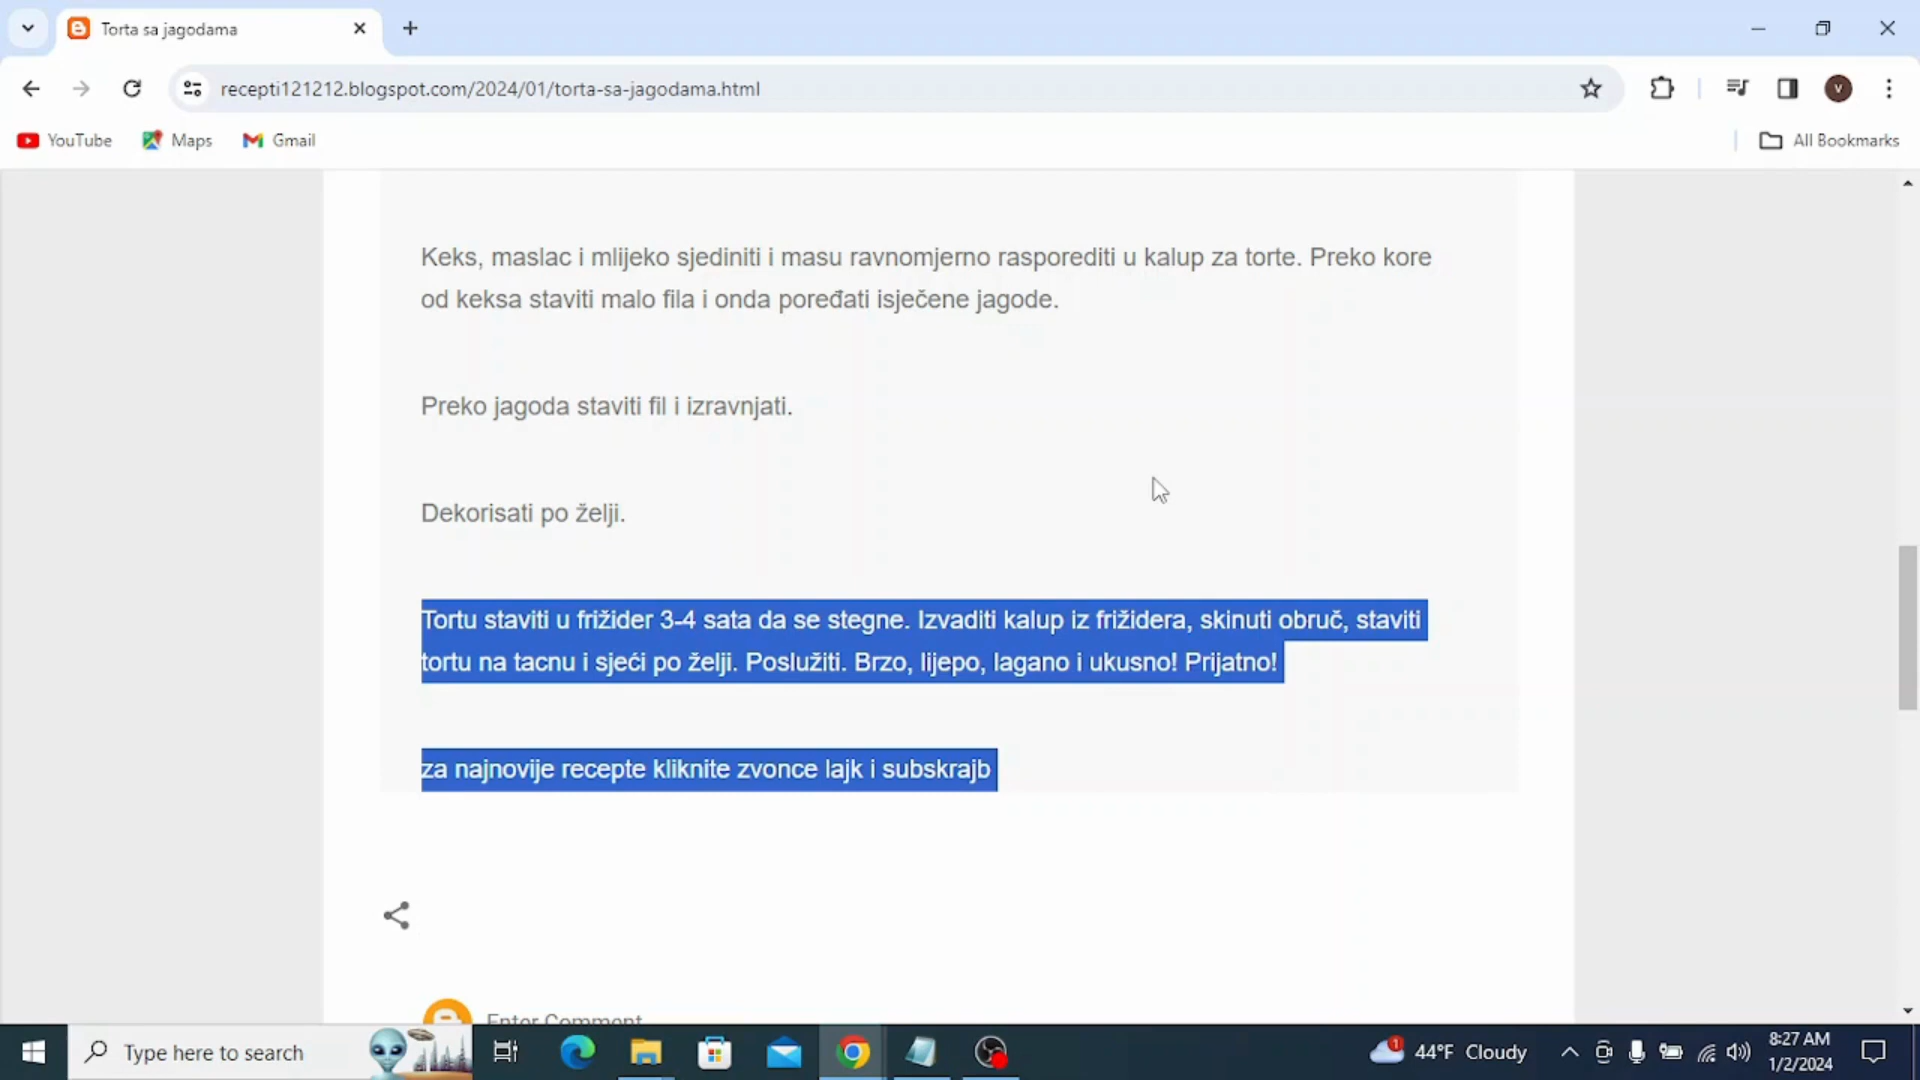 Torta sa jagodama
recepti121212.blogspot.com/2024/01/torta-sa-jagodama.html
V
YouTube
Maps
Gmail
All Bookmarks
Keks, maslac i mlijeko sjediniti i masu ravnomjerno rasporediti u kalup za torte. Preko kore
od keksa staviti malo fila i onda poređati isječene jagode.
Preko jagoda staviti fil i izravnjati.
Dekorisati po želji.
Tortu staviti u frižider 3-4 sata da se stegne. Izvaditi kalup iz frižidera, skinuti obruč, staviti
tortu na tacnu i sjeći po želji. Poslužiti. Brzo, lijepo, lagano i ukusno! Prijatno!
za najnovije recepte kliknite zvonce lajk i subskrajb
Enter Comment
Type here to search
1
44°F Cloudy
8:27 AM
1/2/2024